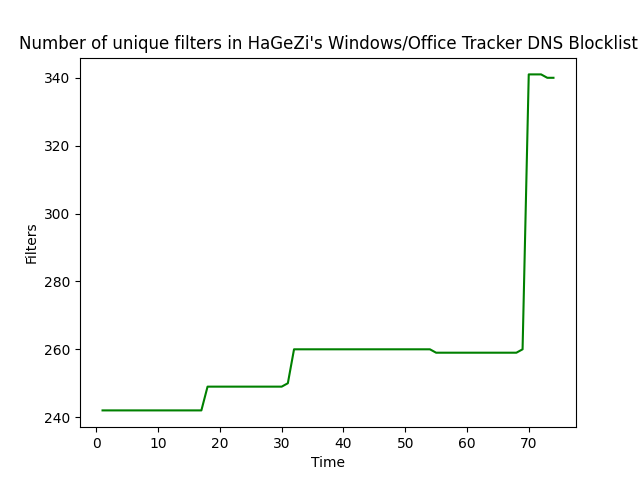 Number of unique filters in HaGeZi's Windows/Office Tracker DNS Blocklist
340
320
300
280
260
240
Filters
0 10 20 30 40 50 60 70
Time